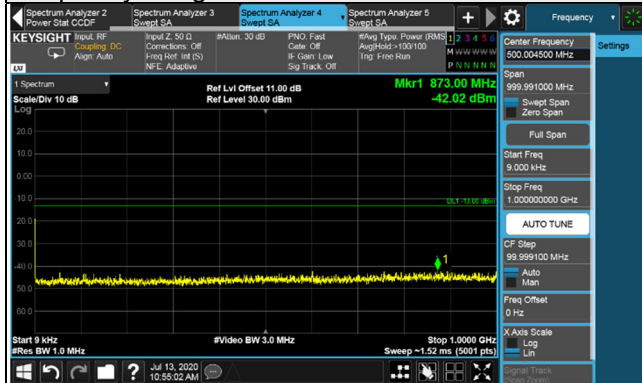 Spectrum Analyzer 2
Power Stat CCDF
Spectrum Analyzer 3
Swept SA
Spectrum Analyzer 4
Swept SA
Spectrum Analyzer 5
Swept SA
+
Frequency
KEYSIGHT
Input: RF
Coupling: DC
Align: Auto
Input Z: 50 Ω
Corrections: Off
Freq Ref: Int (S)
NFE: Adaptive
#Atten: 30 dB
PNO: Fast
Gate: Off
IF Gain: Low
Sig Track: Off
#Avg Type: Power (RMS)
Avg|Hold:>100/100
Trig: Free Run
1 2 3 4 5 6
M W W W W W
P N N N N N
LXI
1 Spectrum
Scale/Div 10 dB
Log
Ref Lvl Offset 11.00 dB
Ref Level 30.00 dBm
Mkr1 873.00 MHz
-42.02 dBm
20.0
10.0
0.00
-10.0
DL1 -13.00 dBm
-20.0
-30.0
-40.0
-50.0
-60.0
1
Start 9 kHz
#Res BW 1.0 MHz
#Video BW 3.0 MHz
Stop 1.0000 GHz
Sweep ~1.52 ms (5001 pts)
Jul 13, 2020
10:55:02 AM
?
Center Frequency
500.004500 MHz
Settings
Span
999.991000 MHz
Swept Span
Zero Span
Full Span
Start Freq
9.000 kHz
Stop Freq
1.000000000 GHz
AUTO TUNE
CF Step
99.999100 MHz
Auto
Man
Freq Offset
0 Hz
X Axis Scale
Log
Lin
Signal Track